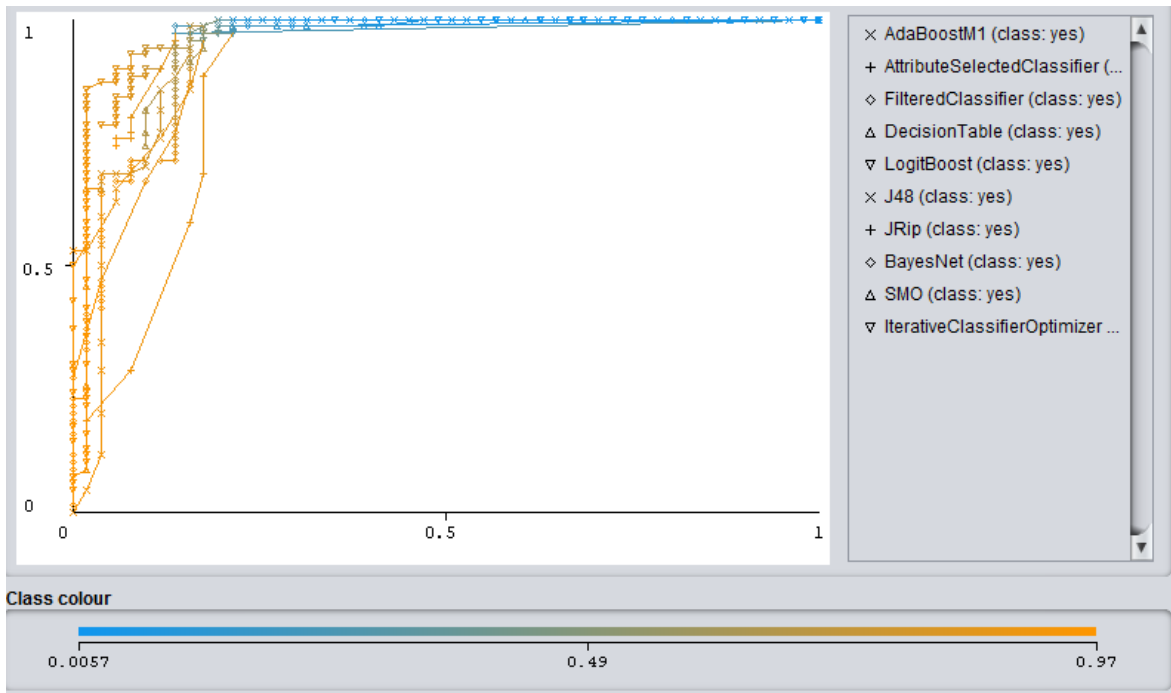 1
0.5
0
0
0.5
1
AdaBoostM1 (class: yes)
AttributeSelectedClassifier (...
FilteredClassifier (class: yes)
DecisionTable (class: yes)
LogitBoost (class: yes)
J48 (class: yes)
JRip (class: yes)
BayesNet (class: yes)
SMO (class: yes)
IterativeClassifierOptimizer ...
Class colour
0.0057
0.49
0.97